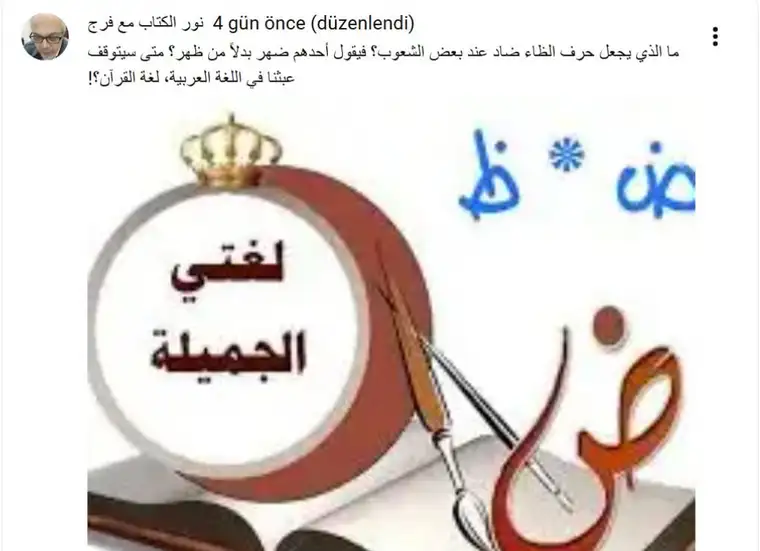 نور الكتاب مع فرج 4 gün önce (düzenlendi)
ما الذي يجعل حرف الظاء ضاد عند بعض الشعوب؟ فيقول أحدهم ضهر بدلاً من ظهر؟ متى سيتوقف
عبثنا في اللغة العربية، لغة القرآن؟!
ض * ظ
لغتي
الجميلة
ض